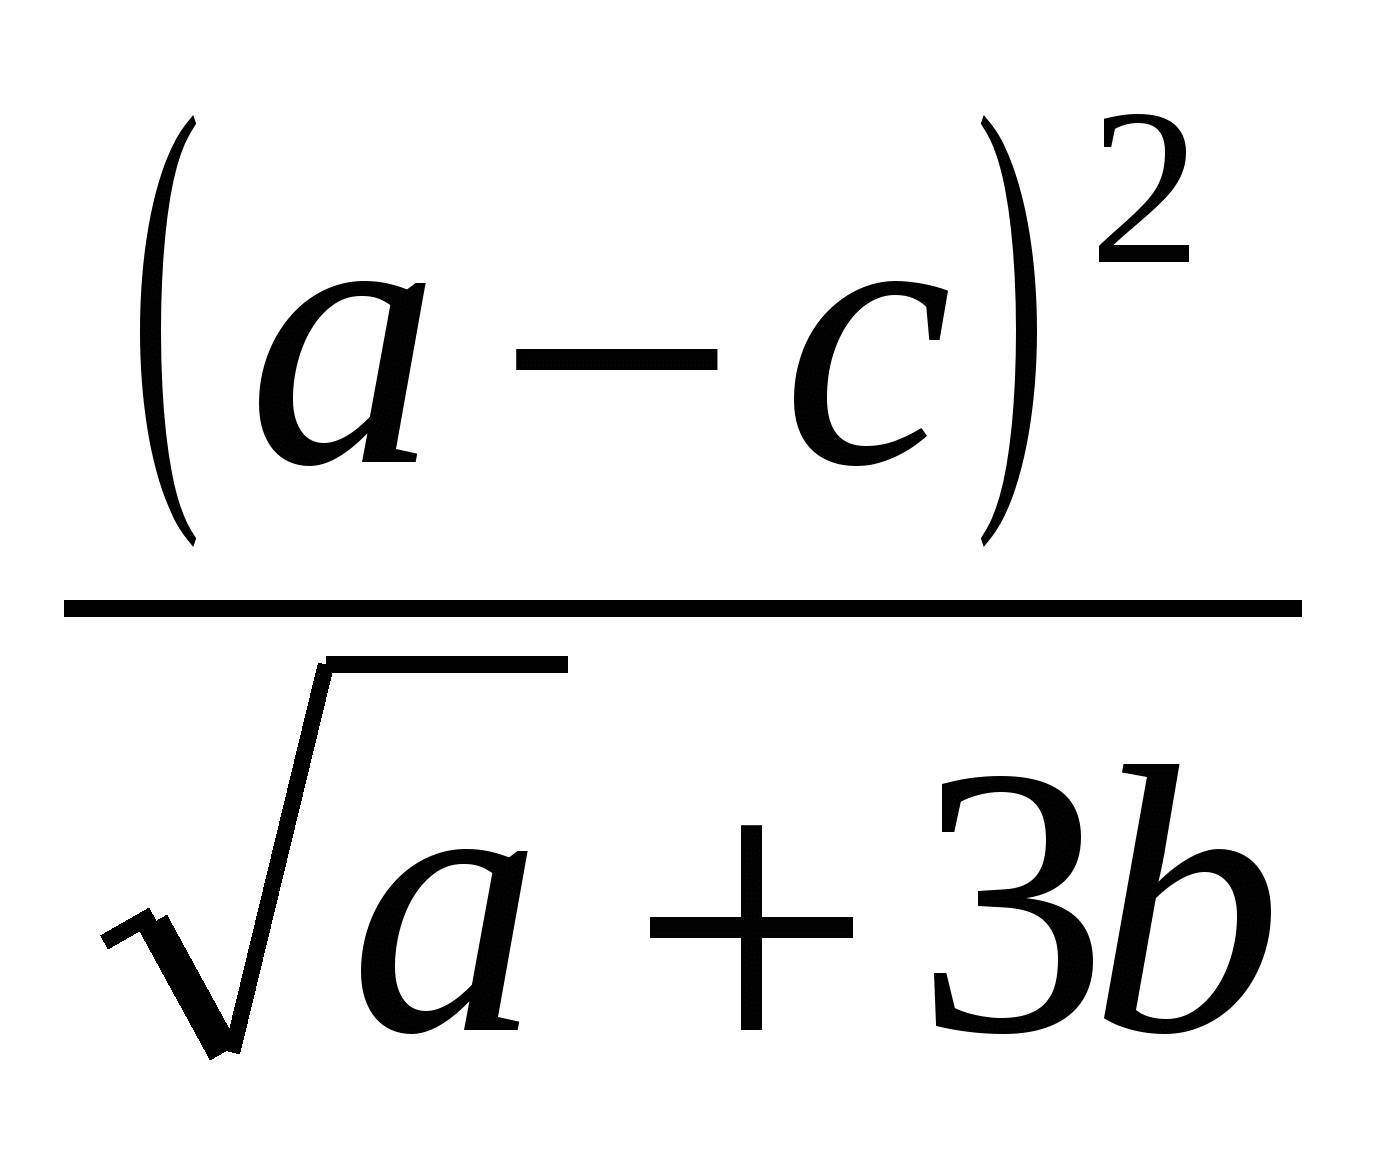 (a − c)²
√a + 3b